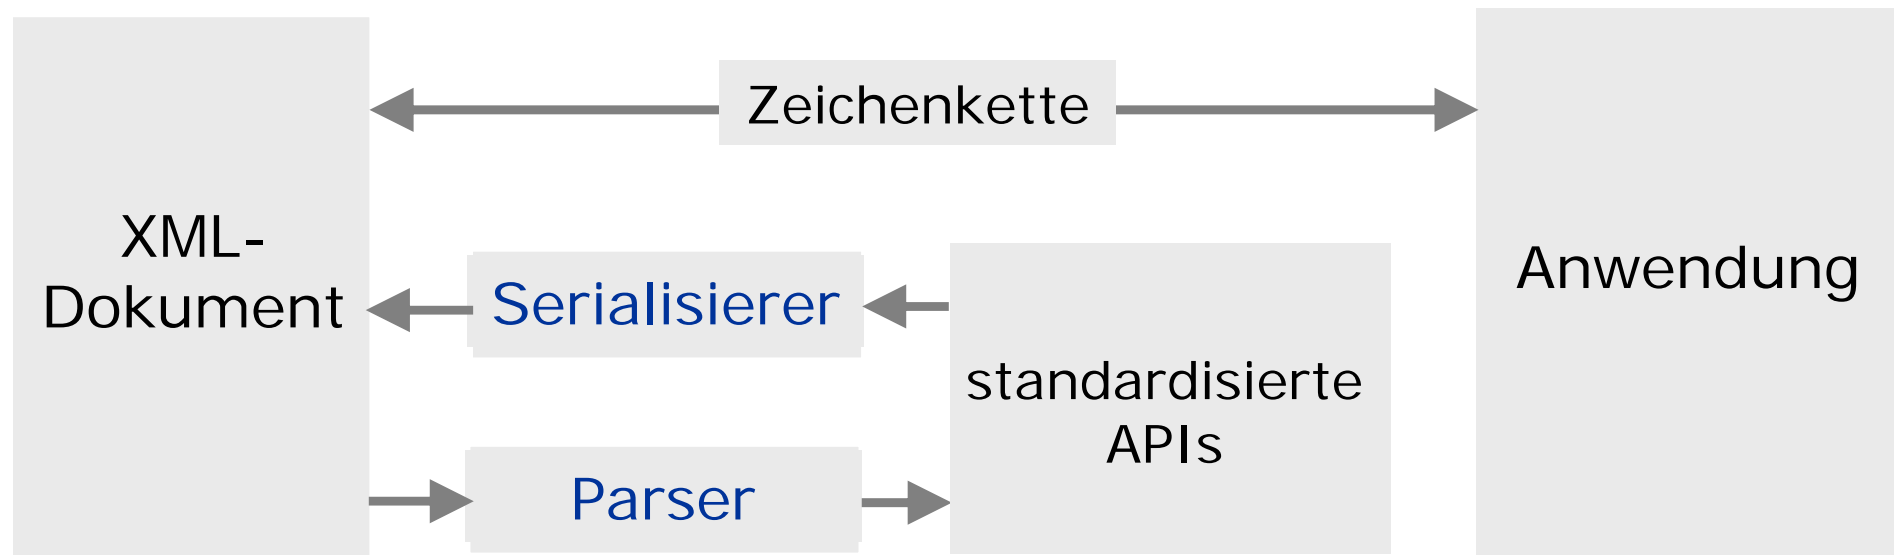 Zeichenkette
XML-
Dokument
Serialisierer
Anwendung
standardisierte
APIs
Parser